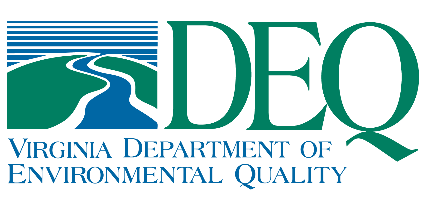 DEQ
VIRGINIA DEPARTMENT OF
ENVIRONMENTAL QUALITY